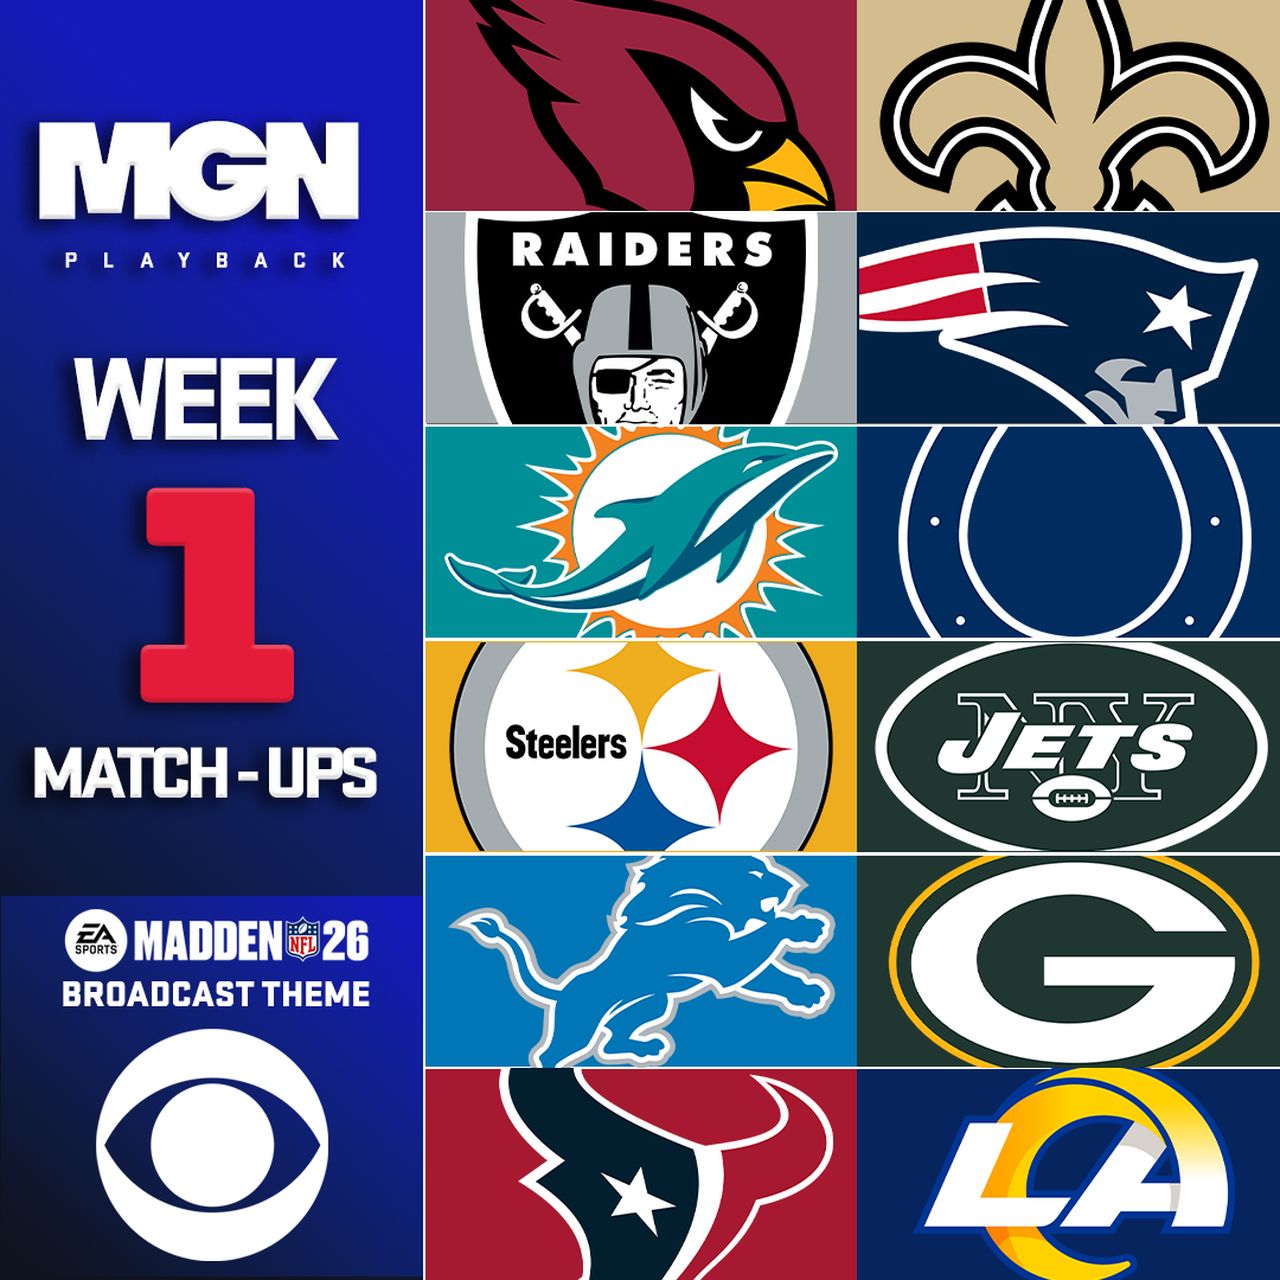 MGN
PLAYBACK
WEEK
1
MATCH-UPS
EA SPORTS MADDEN NFL 26
BROADCAST THEME
RAIDERS
Steelers
NY
JETS
G
LA